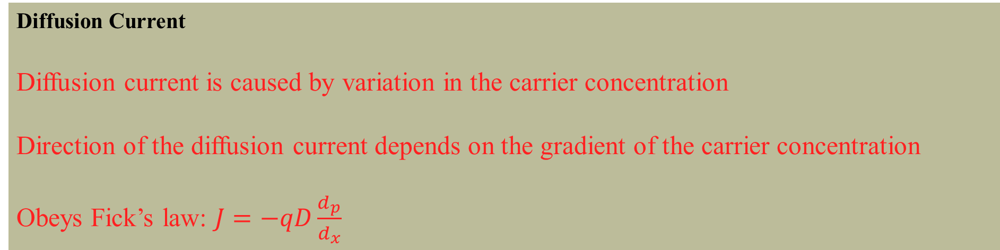 Diffusion Current
Diffusion current is caused by variation in the carrier concentration
Direction of the diffusion current depends on the gradient of the carrier concentration
Obeys Fick’s law: $J = -qD\frac{d_p}{d_x}$